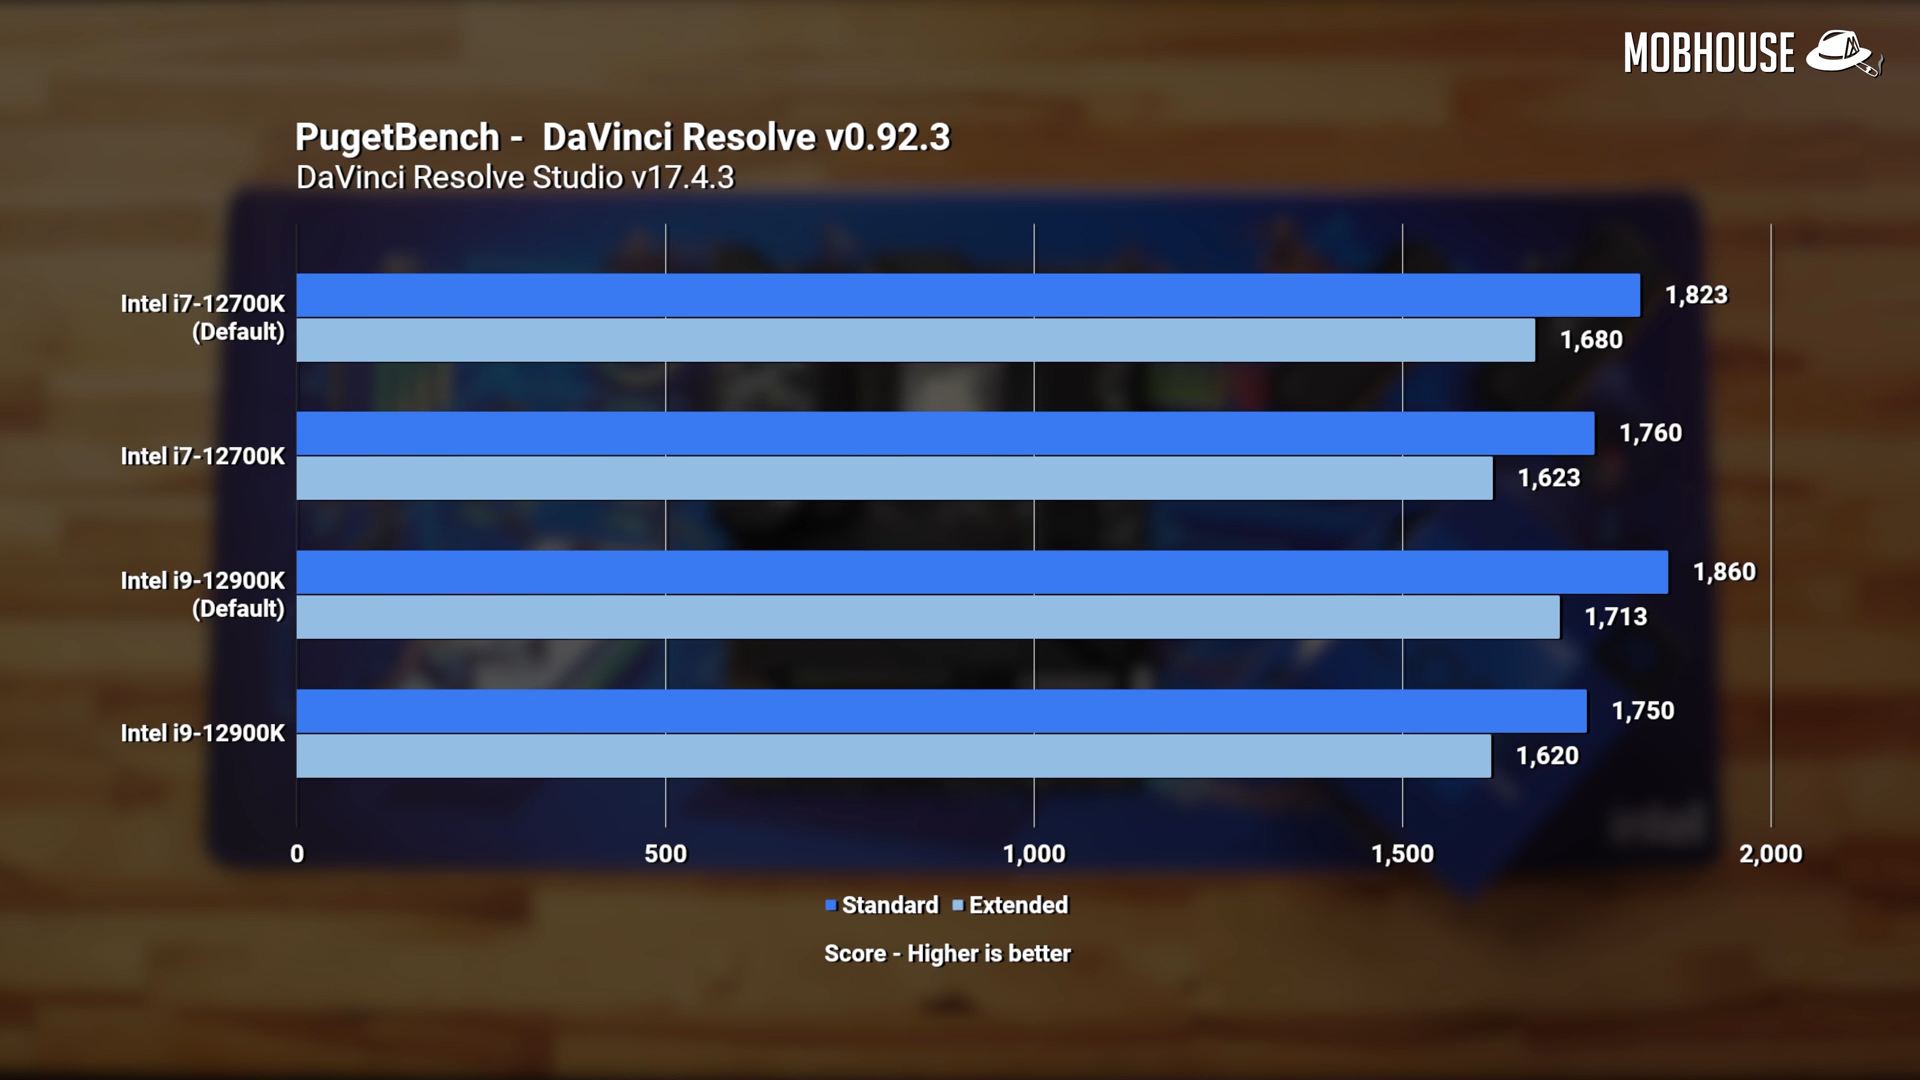 MOBHOUSE
PugetBench - DaVinci Resolve v0.92.3
DaVinci Resolve Studio v17.4.3
Intel i7-12700K
(Default)
1,823
1,680
Intel i7-12700K
1,760
1,623
Intel i9-12900K
(Default)
1,860
1,713
Intel i9-12900K
1,750
1,620
intel
0 500 1,000 1,500 2,000
Standard Extended
Score - Higher is better